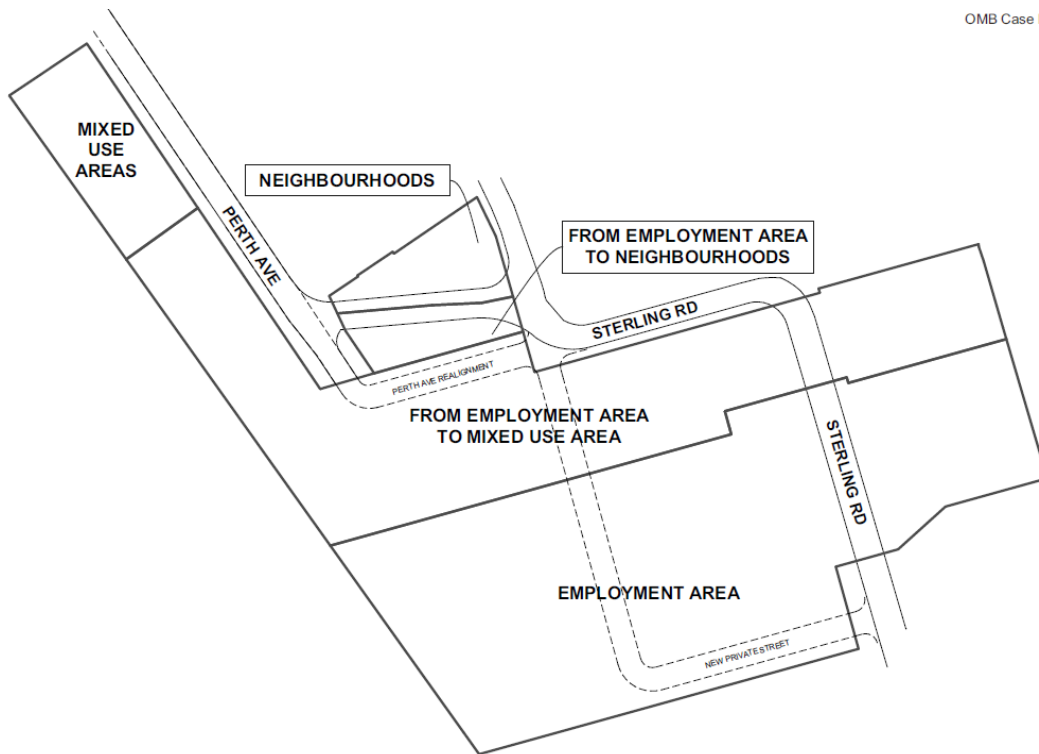 OMB Case
MIXED
USE
AREAS
NEIGHBOURHOODS
PERTH AVE
FROM EMPLOYMENT AREA
TO NEIGHBOURHOODS
STERLING RD
PERTH AVE REALIGNMENT
FROM EMPLOYMENT AREA
TO MIXED USE AREA
STERLING RD
EMPLOYMENT AREA
NEW PRIVATE STREET